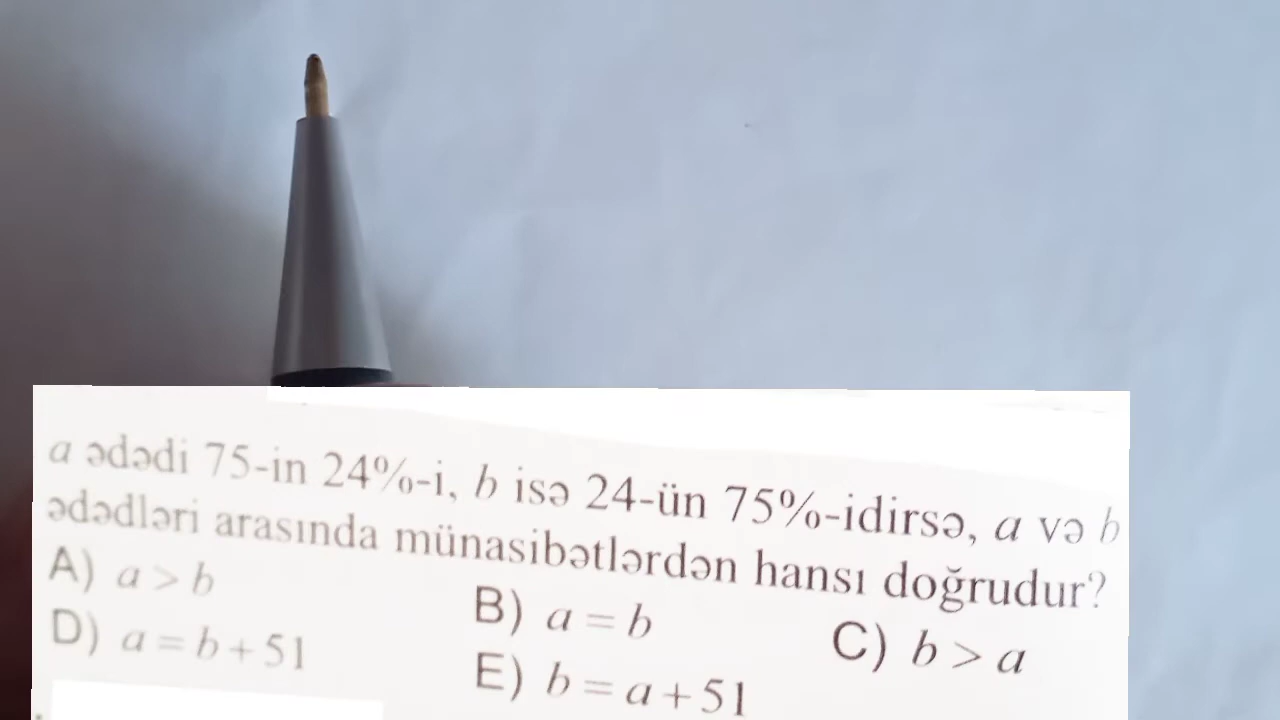 a ədədi 75-in 24%-i, b isə 24-ün 75%-idirsə, a və b
ədədləri arasında münasibətlərdən hansı doğrudur?
A) a > b B) a = b C) b > a
D) a = b + 51 E) b = a + 51